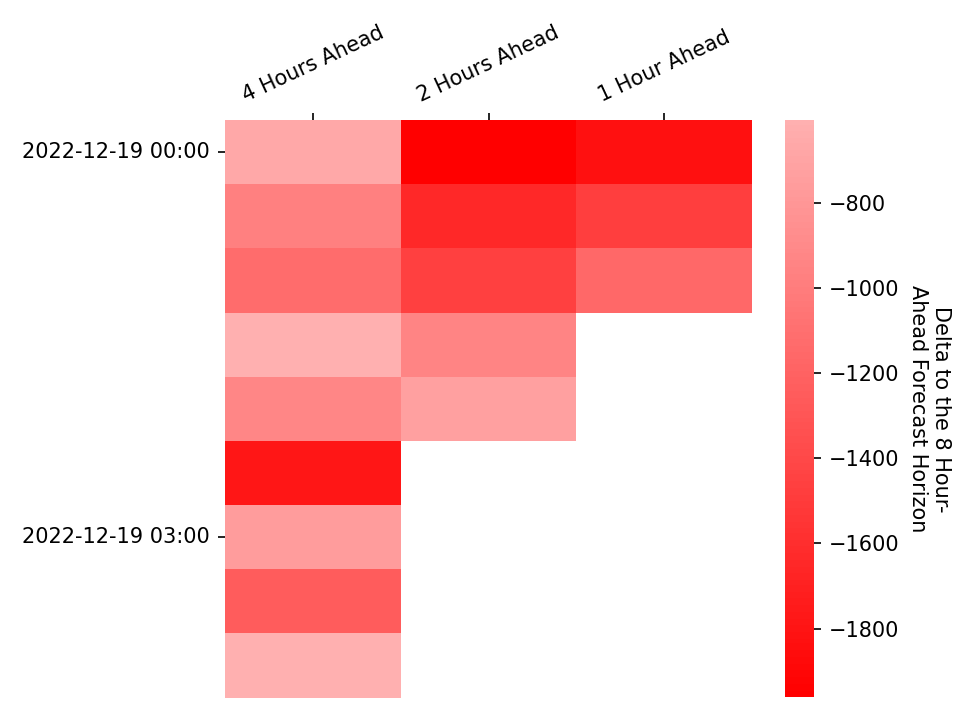 4 Hours Ahead
2 Hours Ahead
1 Hour Ahead
2022-12-19 00:00
2022-12-19 03:00
−800
−1000
−1200
−1400
−1600
−1800
Delta to the 8 Hour-
Ahead Forecast Horizon